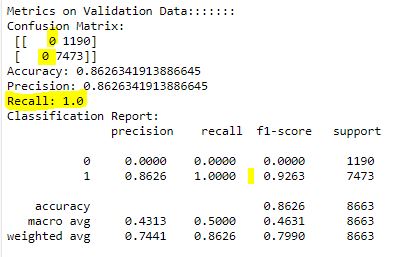 Metrics on Validation Data:::::::
Confusion Matrix:
[[ 0 1190]
[ 0 7473]]
Accuracy: 0.8626341913886645
Precision: 0.8626341913886645
Recall: 1.0
Classification Report:
precision recall f1-score support
0 0.0000 0.0000 0.0000 1190
1 0.8626 1.0000 0.9263 7473
accuracy 0.8626 8663
macro avg 0.4313 0.5000 0.4631 8663
weighted avg 0.7441 0.8626 0.7990 8663